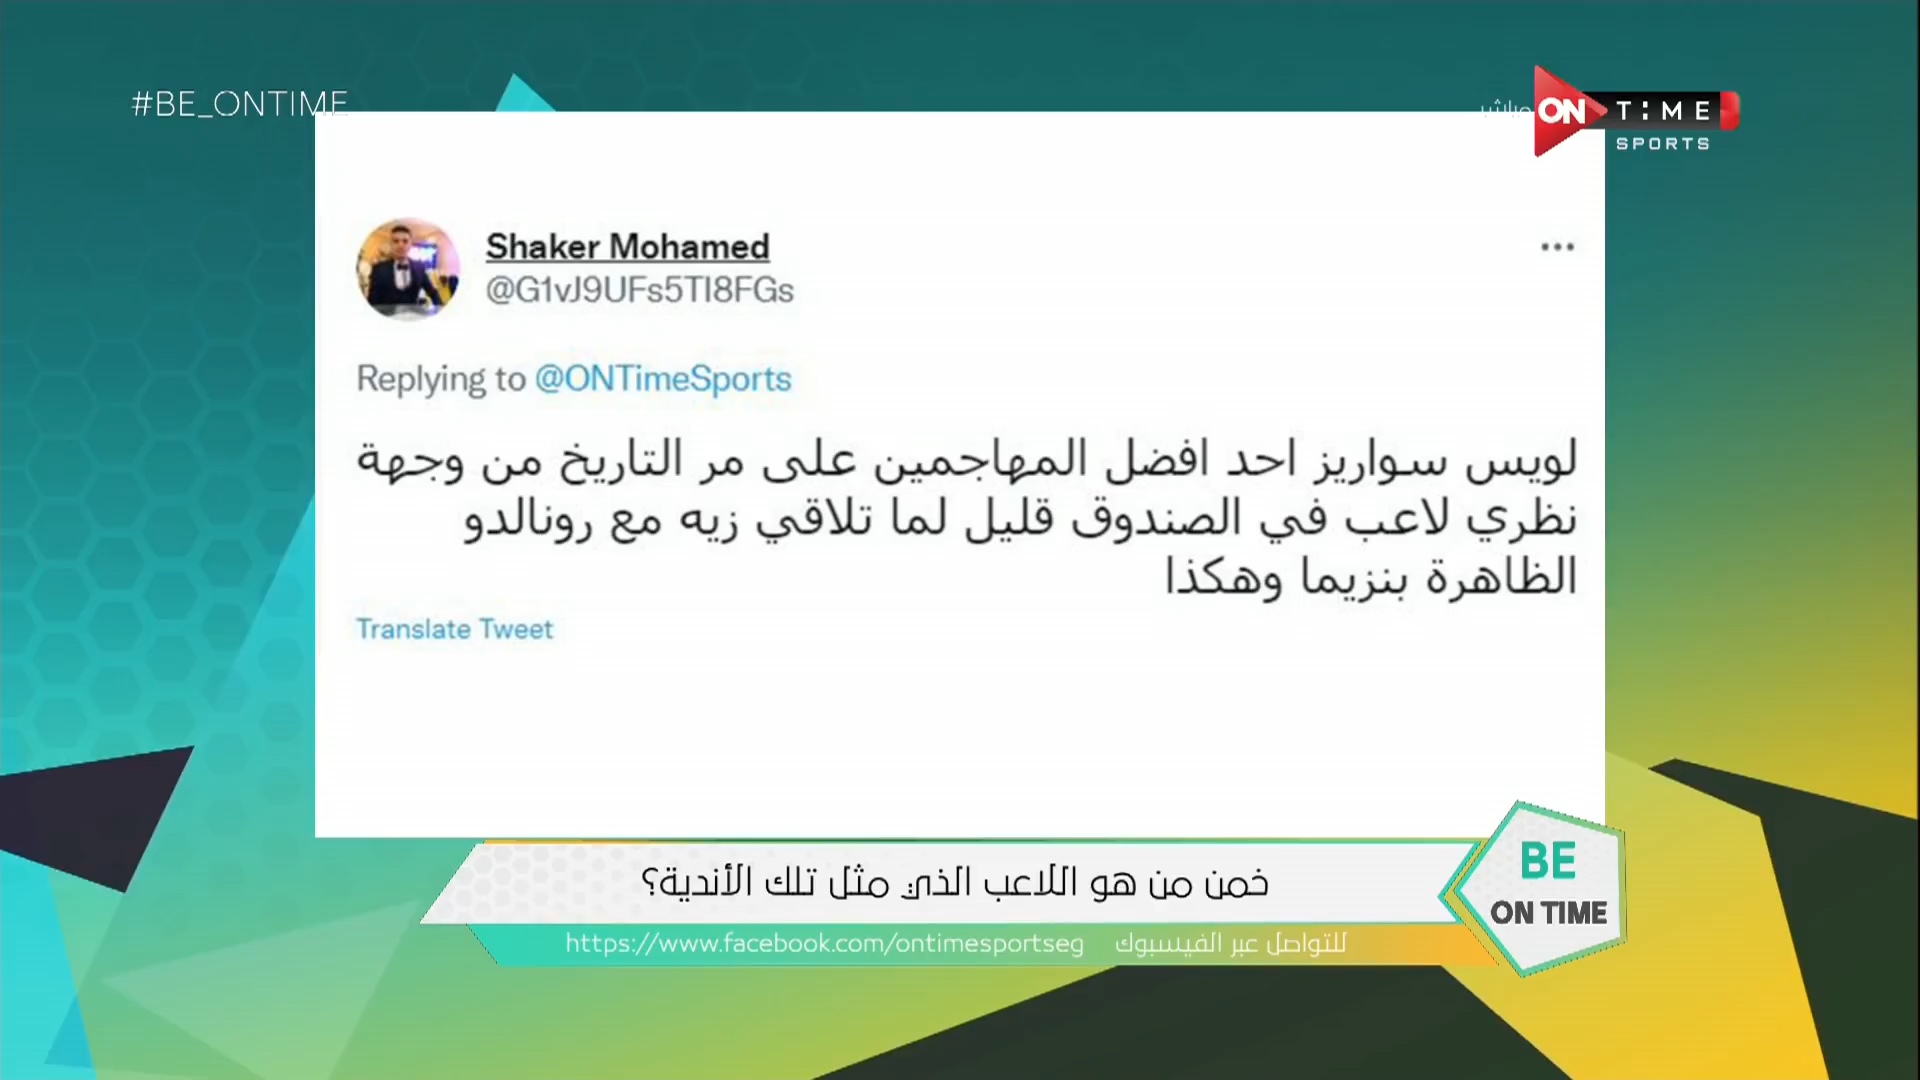 #BE_ONTIME
مباشر
ON TIME
SPORTS
Shaker Mohamed
@G1vJ9UFs5TI8FGs
Replying to @ONTimeSports
لويس سواريز احد افضل المهاجمين على مر التاريخ من وجهة
نظري لاعب في الصندوق قليل لما تلاقي زيه مع رونالدو
الظاهرة بنزيما وهكذا
Translate Tweet
خمن من هو اللاعب الذي مثل تلك الأندية؟
BE
ON TIME
للتواصل عبر الفيسبوك https://www.facebook.com/ontimesportseg